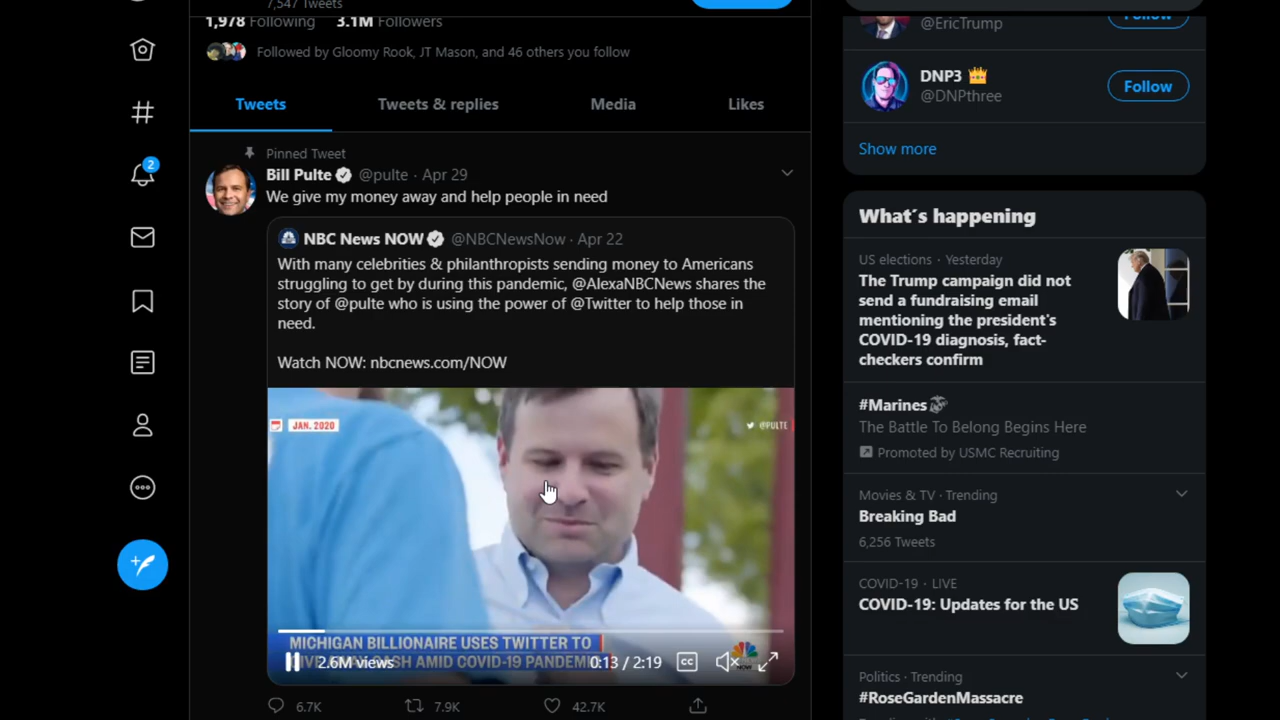 7,547 Tweets
1,978 Following 3.1M Followers
Followed by Gloomy Rook, JT Mason, and 46 others you follow
Tweets Tweets & replies Media Likes
Pinned Tweet
Bill Pulte @pulte · Apr 29
We give my money away and help people in need
NBC News NOW @NBCNewsNow · Apr 22
With many celebrities & philanthropists sending money to Americans
struggling to get by during this pandemic, @AlexaNBCNews shares the
story of @pulte who is using the power of @Twitter to help those in
need.
Watch NOW: nbcnews.com/NOW
JAN. 2020
@PULTE
MICHIGAN BILLIONAIRE USES TWITTER TO
CASH AMID COVID-19
2.6M views 0:13 / 2:19
CC
6.7K 7.9K 42.7K
2
@EricTrump
Follow
DNP3
@DNPthree
Follow
Show more
What's happening
US elections · Yesterday
The Trump campaign did not
send a fundraising email
mentioning the president's
COVID-19 diagnosis, fact-
checkers confirm
#Marines
The Battle To Belong Begins Here
Promoted by USMC Recruiting
Movies & TV · Trending
Breaking Bad
6,256 Tweets
COVID-19 · LIVE
COVID-19: Updates for the US
Politics · Trending
#RoseGardenMassacre